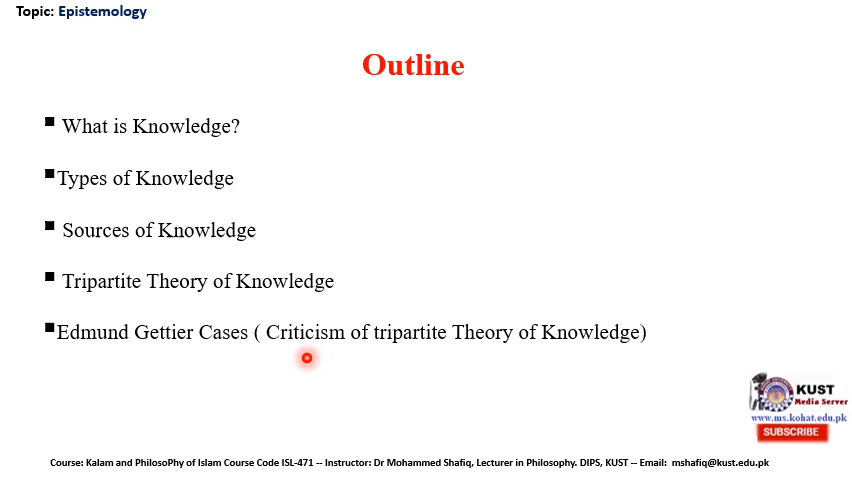 Topic: Epistemology
Outline
What is Knowledge?
Types of Knowledge
Sources of Knowledge
Tripartite Theory of Knowledge
Edmund Gettier Cases ( Criticism of tripartite Theory of Knowledge)
KUST
Media Server
www.ms.kohat.edu.pk
SUBSCRIBE
Course: Kalam and PhilosoPhy of Islam Course Code ISL-471 -- Instructor: Dr Mohammed Shafiq, Lecturer in Philosophy. DIPS, KUST -- Email: mshafiq@kust.edu.pk